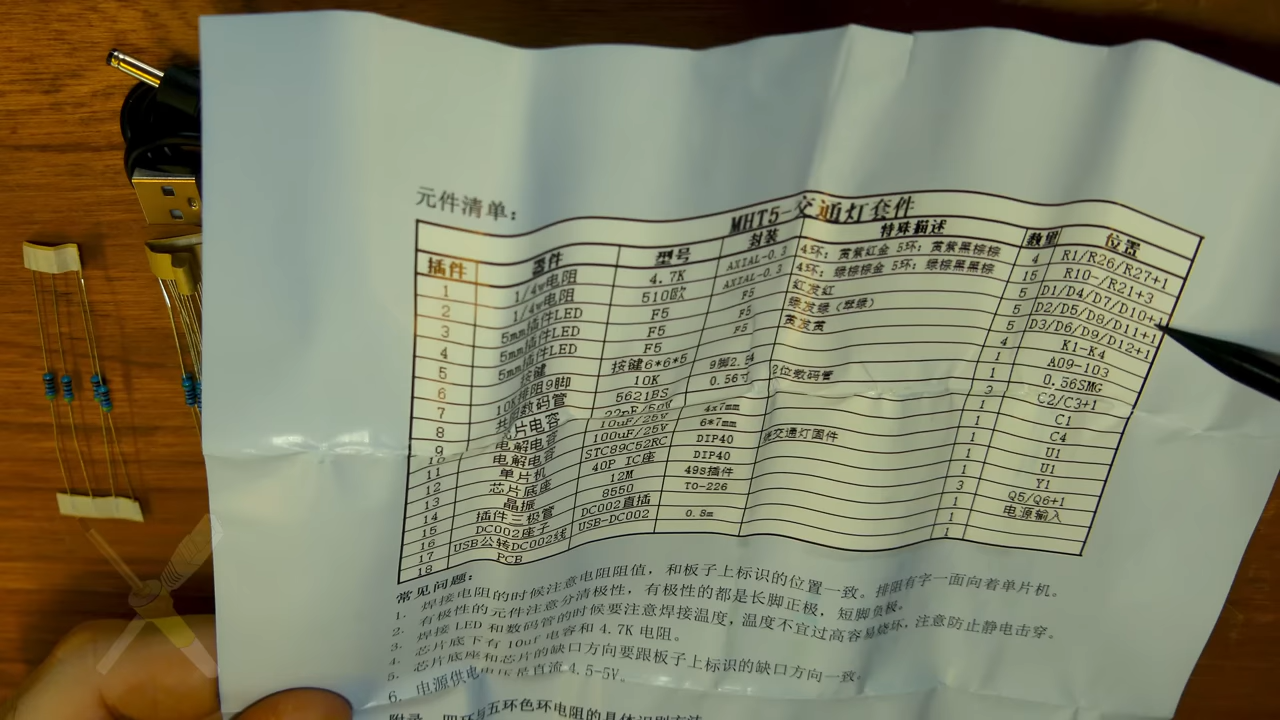 元件清单：
MHT5-交通灯套件
插件 器件 型号 封装 特殊描述 数量 位置
1 1/4w电阻 4.7K AXIAL-0.3 4环：黄紫红金 5环：黄紫黑棕棕 4 R1/R26/R27+1
2 1/4w电阻 510欧 AXIAL-0.3 4环：绿棕棕金 5环：绿棕黑黑棕 15 R10-/R21+3
3 5mm插件LED F5 F5 红发红 5 D1/D4/D7/D10+1
4 5mm插件LED F5 F5 绿发绿（翠绿） 5 D2/D5/D8/D11+1
5 5mm插件LED F5 F5 黄发黄 5 D3/D6/D9/D12+1
6 按键 按键6*6*5 4 K1-K4
7 10K排阻9脚 10K 9脚2.54 1 A09-103
8 数码管 5621BS 0.56寸 2位数码管 1 0.56SMG
9 片电容 22pF/50V 3 C2/C3+1
10 电解电容 10uF/25V 4x7mm 1 C1
11 电解电容 100uF/25V 6*7mm 1 C4
12 单片机 STC89C52RC DIP40 交通灯固件 1 U1
13 芯片底座 40P IC座 DIP40 1 U1
14 晶振 12M 49S插件 1 Y1
15 插件三极管 8550 TO-226 3 Q5/Q6+1
16 DC002座子 DC002直插 1 电源输入
17 USB公转DC002线 USB-DC002 0.8m 1
18 PCB 1
常见问题：
1. 焊接电阻的时候注意电阻阻值，和板子上标识的位置一致。排阻有字一面向着单片机。
2. 有极性的元件注意分清极性，有极性的都是长脚正极，短脚负极。
3. 焊接 LED 和数码管的时候要注意焊接温度，温度不宜过高容易烧坏，注意防止静电击穿。
4. 芯片底下有 10uf 电容和 4.7K 电阻。
5. 芯片底座和芯片的缺口方向要跟板子上标识的缺口方向一致。
6. 电源供电电压是直流 4.5-5V。
附录 四环与五环色环电阻的具体识别方法